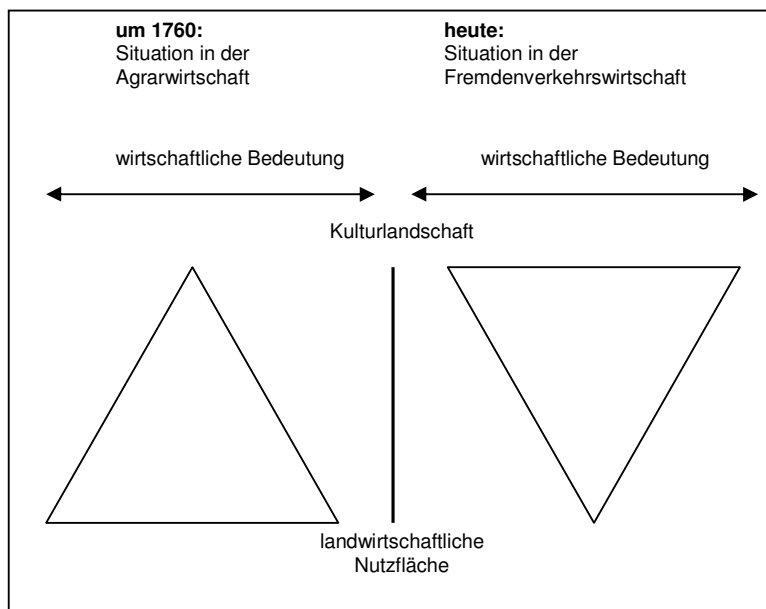 um 1760:
Situation in der
Agrarwirtschaft
heute:
Situation in der
Fremdenverkehrswirtschaft
wirtschaftliche Bedeutung
wirtschaftliche Bedeutung
Kulturlandschaft
landwirtschaftliche
Nutzfläche